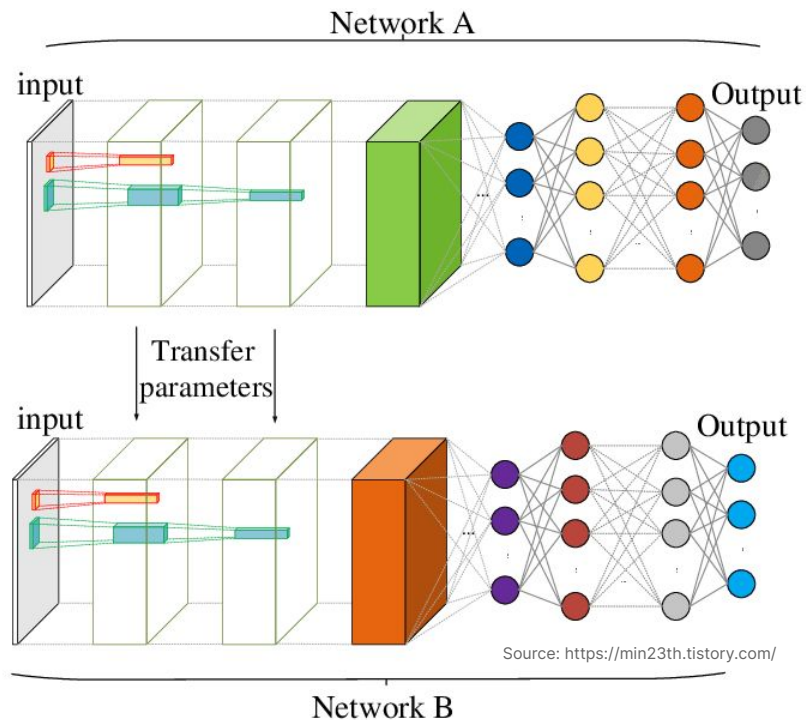 Network A
input
Output
...
Transfer
parameters
input
Output
...
Source: https://min23th.tistory.com/
Network B